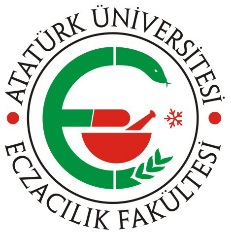 ATATÜRK ÜNİVERSİTESİ
ECZACILIK FAKÜLTESİ